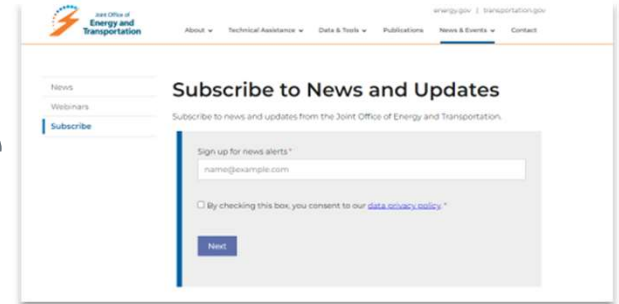 Joint Office of
Energy and
Transportation
energy.gov | transportation.gov
About Technical Assistance Data & Tools Publications News & Events Contact
News
Webinars
Subscribe
Subscribe to News and Updates
Subscribe to news and updates from the Joint Office of Energy and Transportation.
Sign up for news alerts *
name@example.com
By checking this box, you consent to our data privacy policy. *
Next